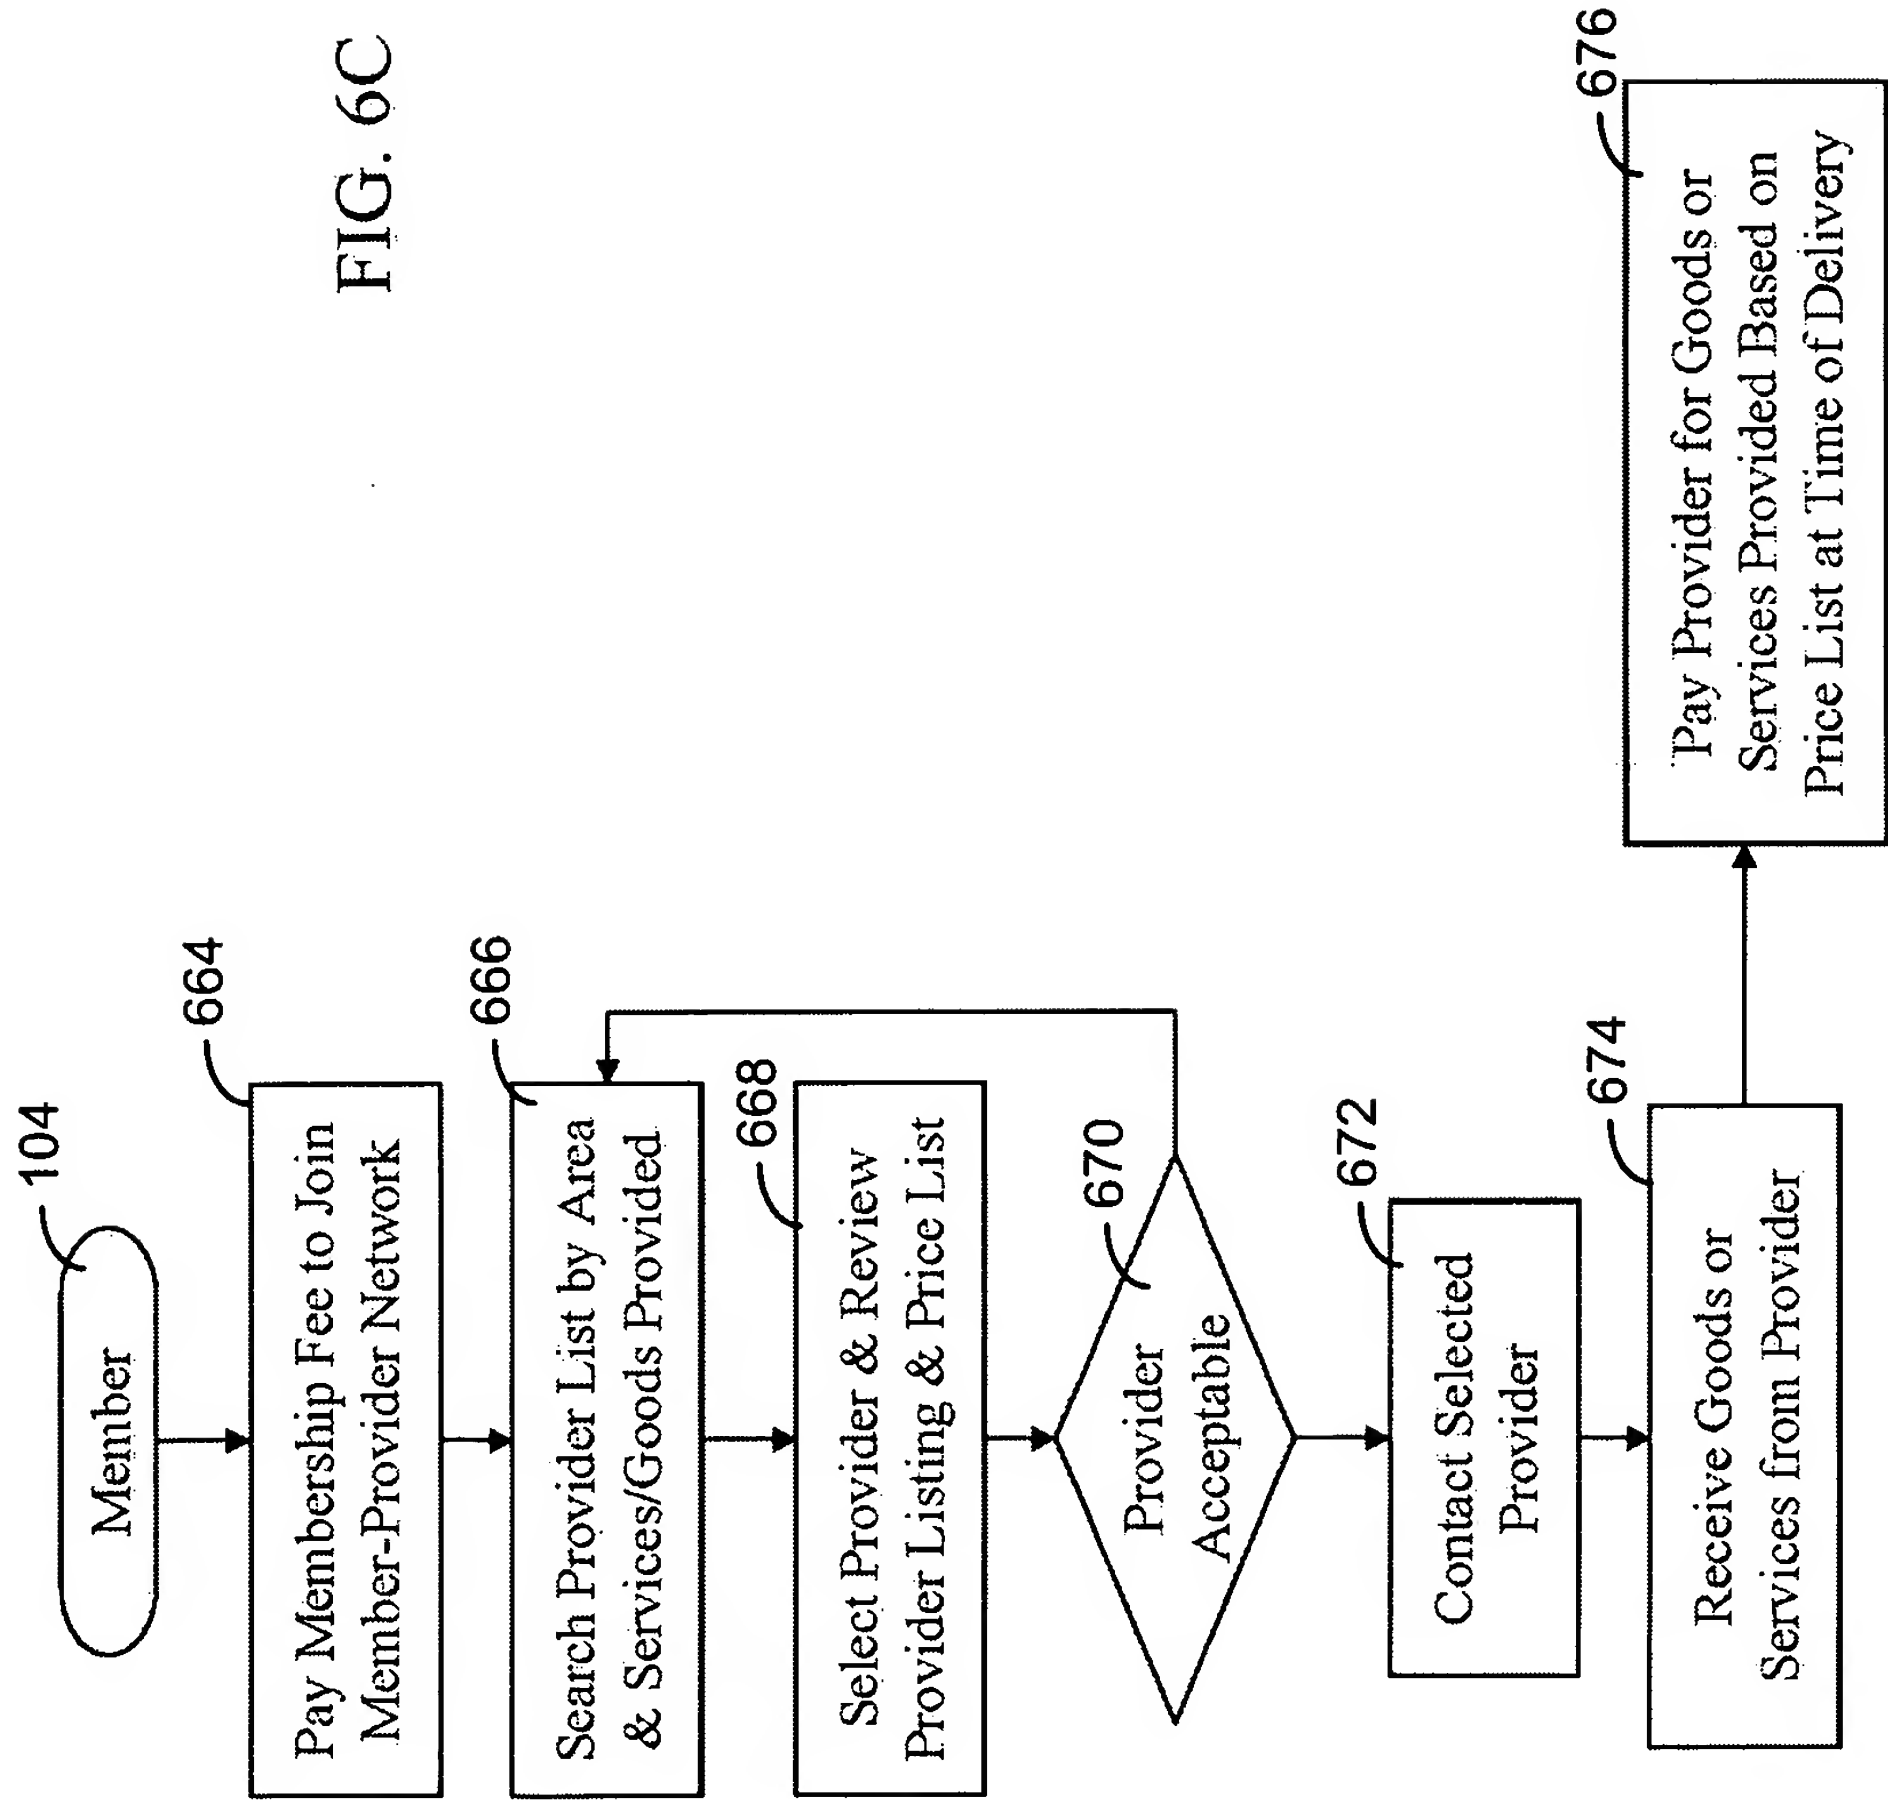 FIG. 6C
104
Member
664
Pay Membership Fee to Join
Member-Provider Network
666
Search Provider List by Area
& Services/Goods Provided
668
Select Provider & Review
Provider Listing & Price List
670
Provider
Acceptable
672
Contact Selected
Provider
674
Receive Goods or
Services from Provider
676
Pay Provider for Goods or
Services Provided Based on
Price List at Time of Delivery